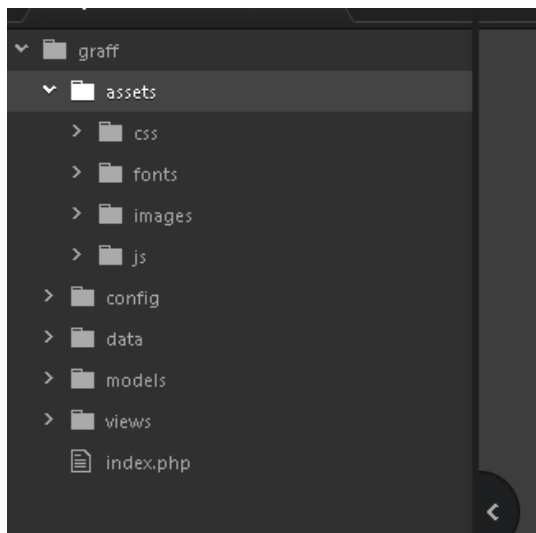 graff
assets
css
fonts
images
js
config
data
models
views
index.php